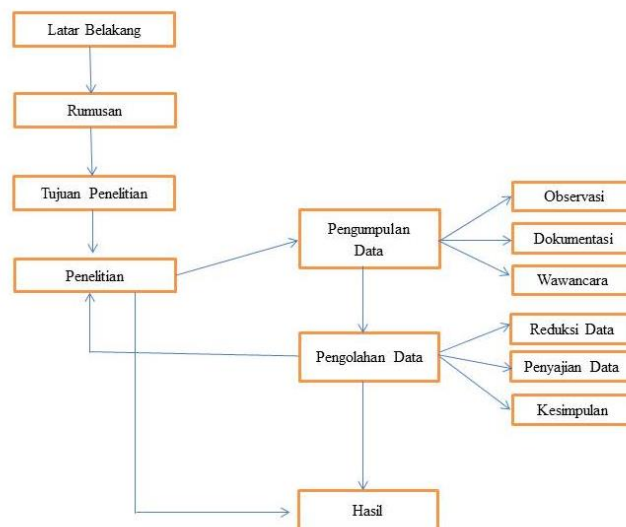 Latar Belakang
Rumusan
Tujuan Penelitian
Penelitian
Pengumpulan
Data
Observasi
Dokumentasi
Wawancara
Pengolahan Data
Reduksi Data
Penyajian Data
Kesimpulan
Hasil